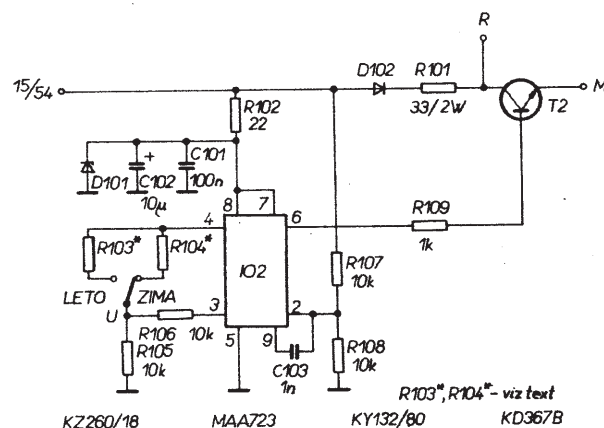 R
15/54
D102
R101
M
R102
22
33/2W
T2
C101
100n
D101
+
C102
10µ
8
7
4
6
R109
1k
R103*
R104*
IO2
R107
10k
LETO
ZIMA
U
3
2
R106
10k
R105
10k
5
9
C103
1n
R108
10k
R103*, R104* - viz text
KZ260/18
MAA723
KY132/80
KD367B